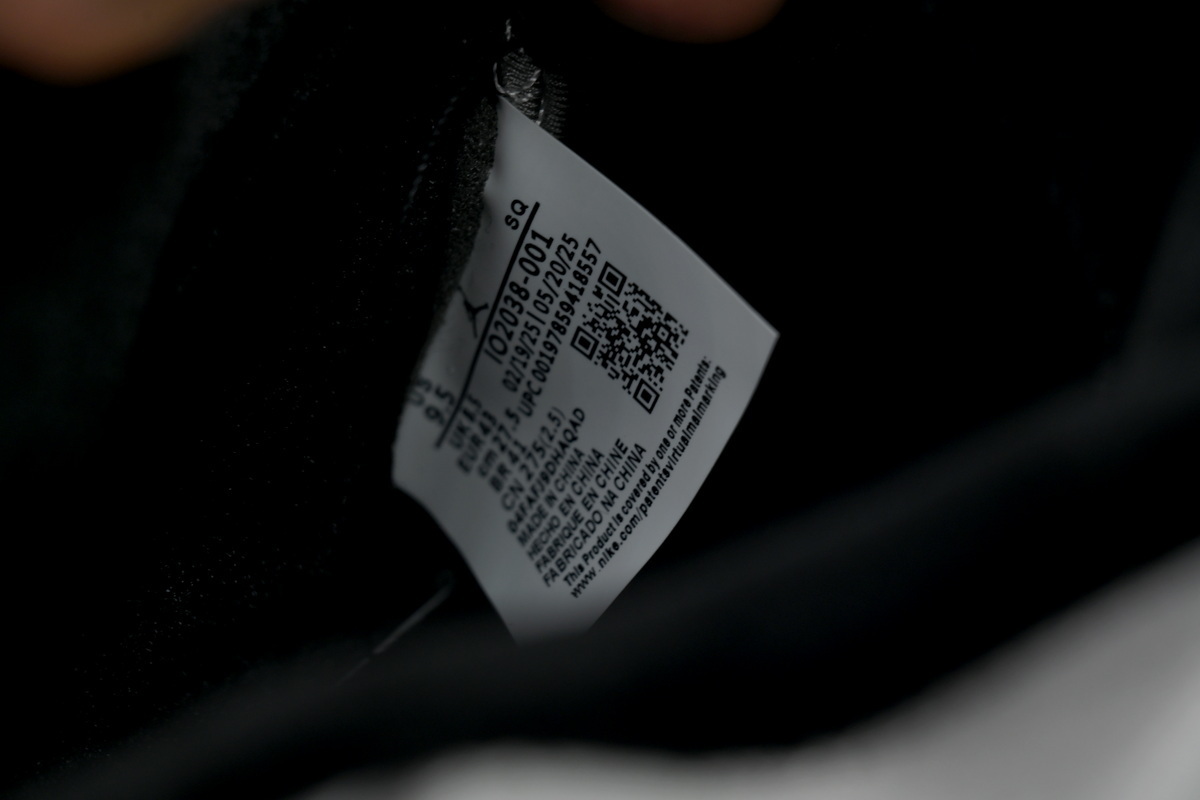 SQ
US
9.5
IO2038-001
02/19/25|05/20/25
UPC 00197859418557
UK 8.5
EUR 43
CM 27.5
BR 41
CN 275(2.5)
MADE IN CHINA
HECHO EN CHINA
FABRIQUE EN CHINE
FABRICADO NA CHINA
This Product is covered by one or more Patents:
www.nike.com/patentsvirtualmalmarking